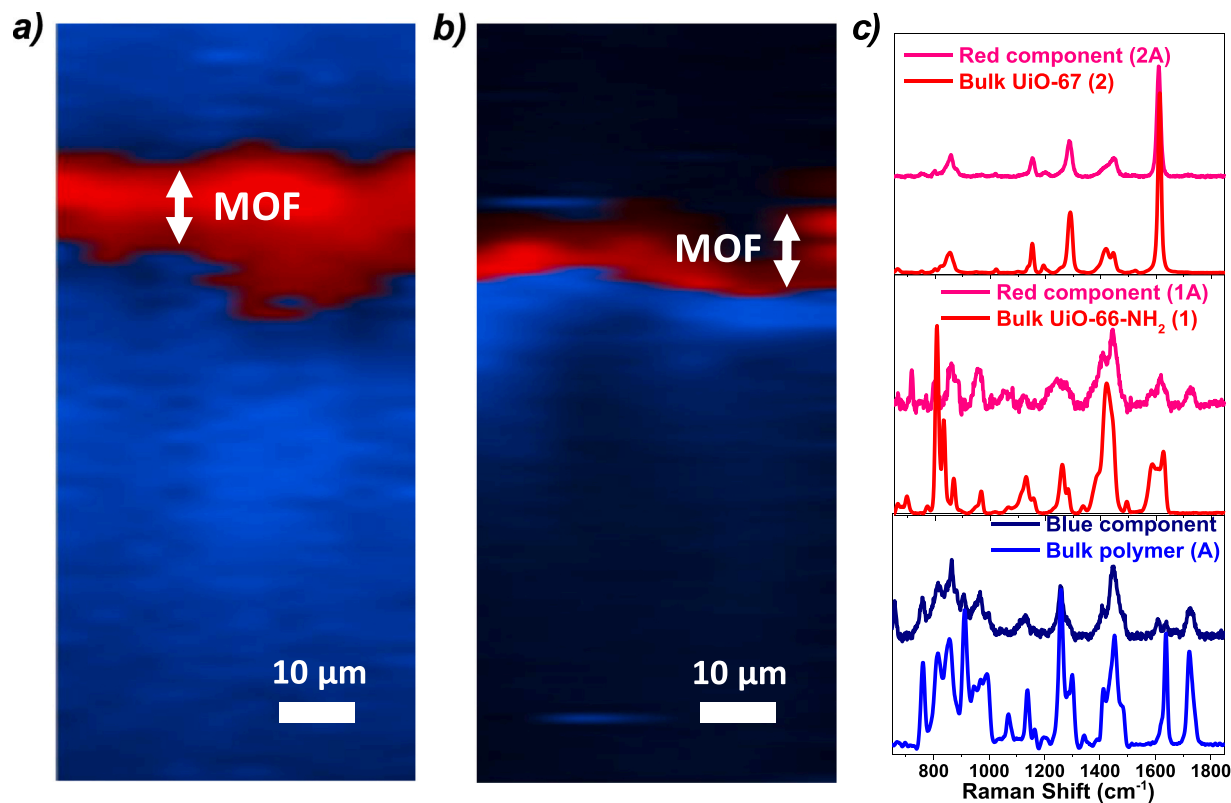 a)
MOF
10 µm
b)
MOF
10 µm
c)
Red component (2A)
Bulk UiO-67 (2)
Red component (1A)
Bulk UiO-66-NH₂ (1)
Blue component
Bulk polymer (A)
800 1000 1200 1400 1600 1800
Raman Shift (cm⁻¹)